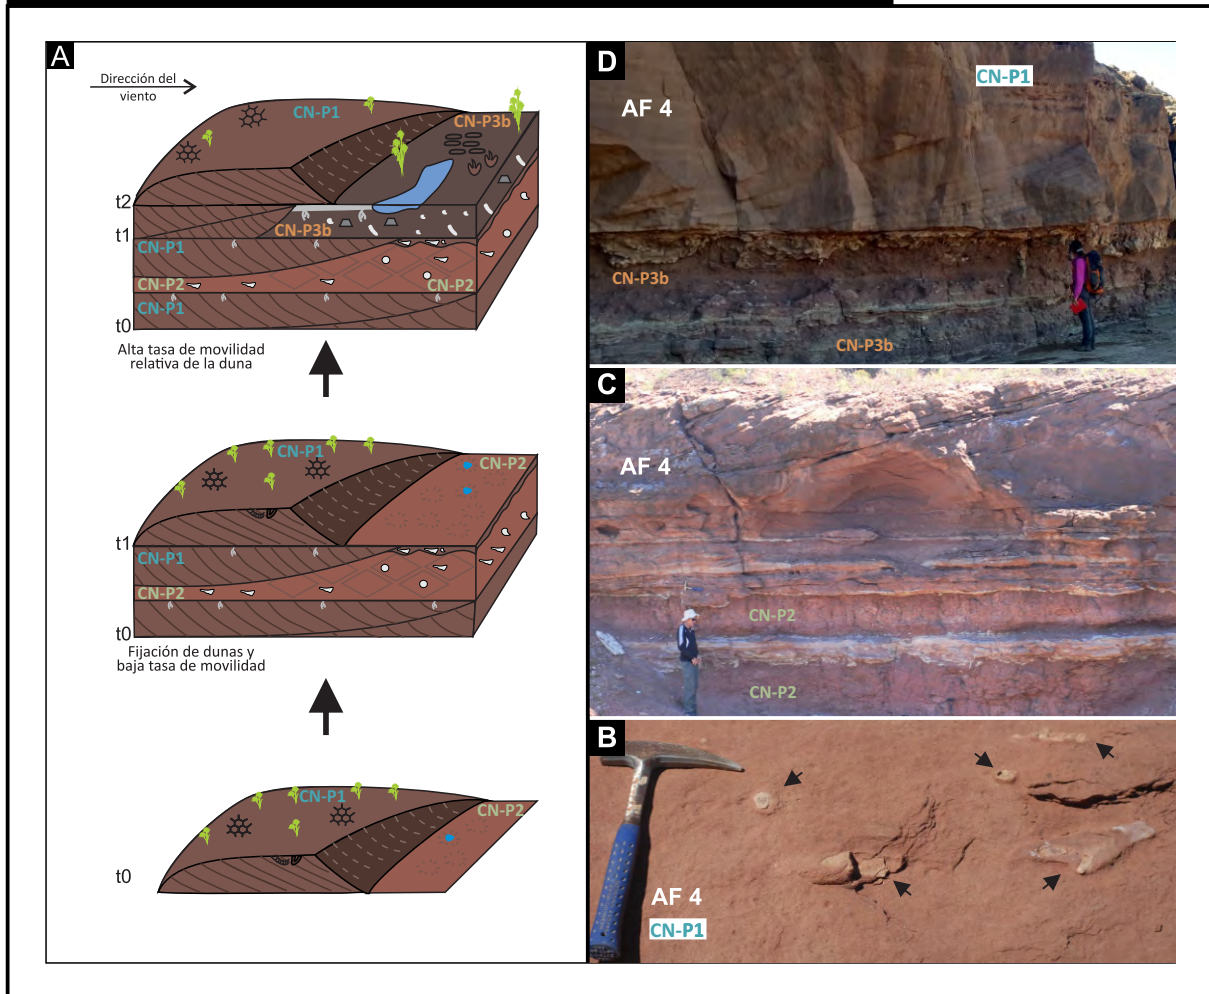 A
Dirección del
viento
CN-P1
CN-P3b
t2
CN-P3b
t1
CN-P1
CN-P2
CN-P2
CN-P1
t0
Alta tasa de movilidad
relativa de la duna
CN-P1
CN-P2
t1
CN-P1
CN-P2
t0
Fijación de dunas y
baja tasa de movilidad
CN-P1
CN-P2
t0
D
CN-P1
AF 4
CN-P3b
CN-P3b
C
AF 4
CN-P2
CN-P2
B
AF 4
CN-P1